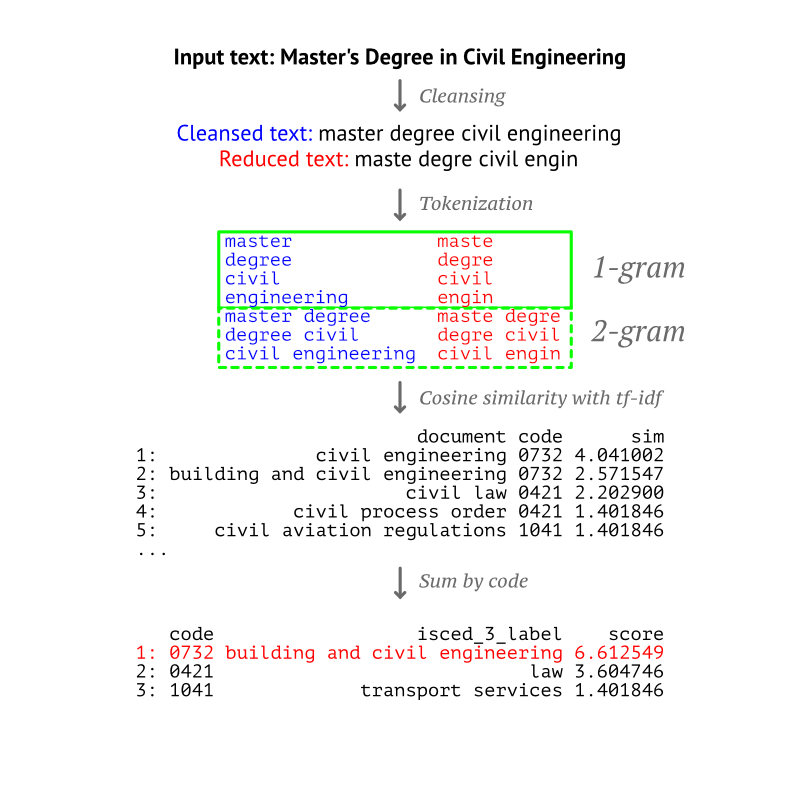 Input text: Master's Degree in Civil Engineering
Cleansing
Cleansed text: master degree civil engineering
Reduced text: maste degre civil engin
Tokenization
master maste
degree degre
civil civil
engineering engin
1-gram
master degree maste degre
degree civil degre civil
civil engineering civil engin
2-gram
Cosine similarity with tf-idf
document code sim
1: civil engineering 0732 4.041002
2: building and civil engineering 0732 2.571547
3: civil law 0421 2.202900
4: civil process order 0421 1.401846
5: civil aviation regulations 1041 1.401846
...
Sum by code
code isced_3_label score
1: 0732 building and civil engineering 6.612549
2: 0421 law 3.604746
3: 1041 transport services 1.401846